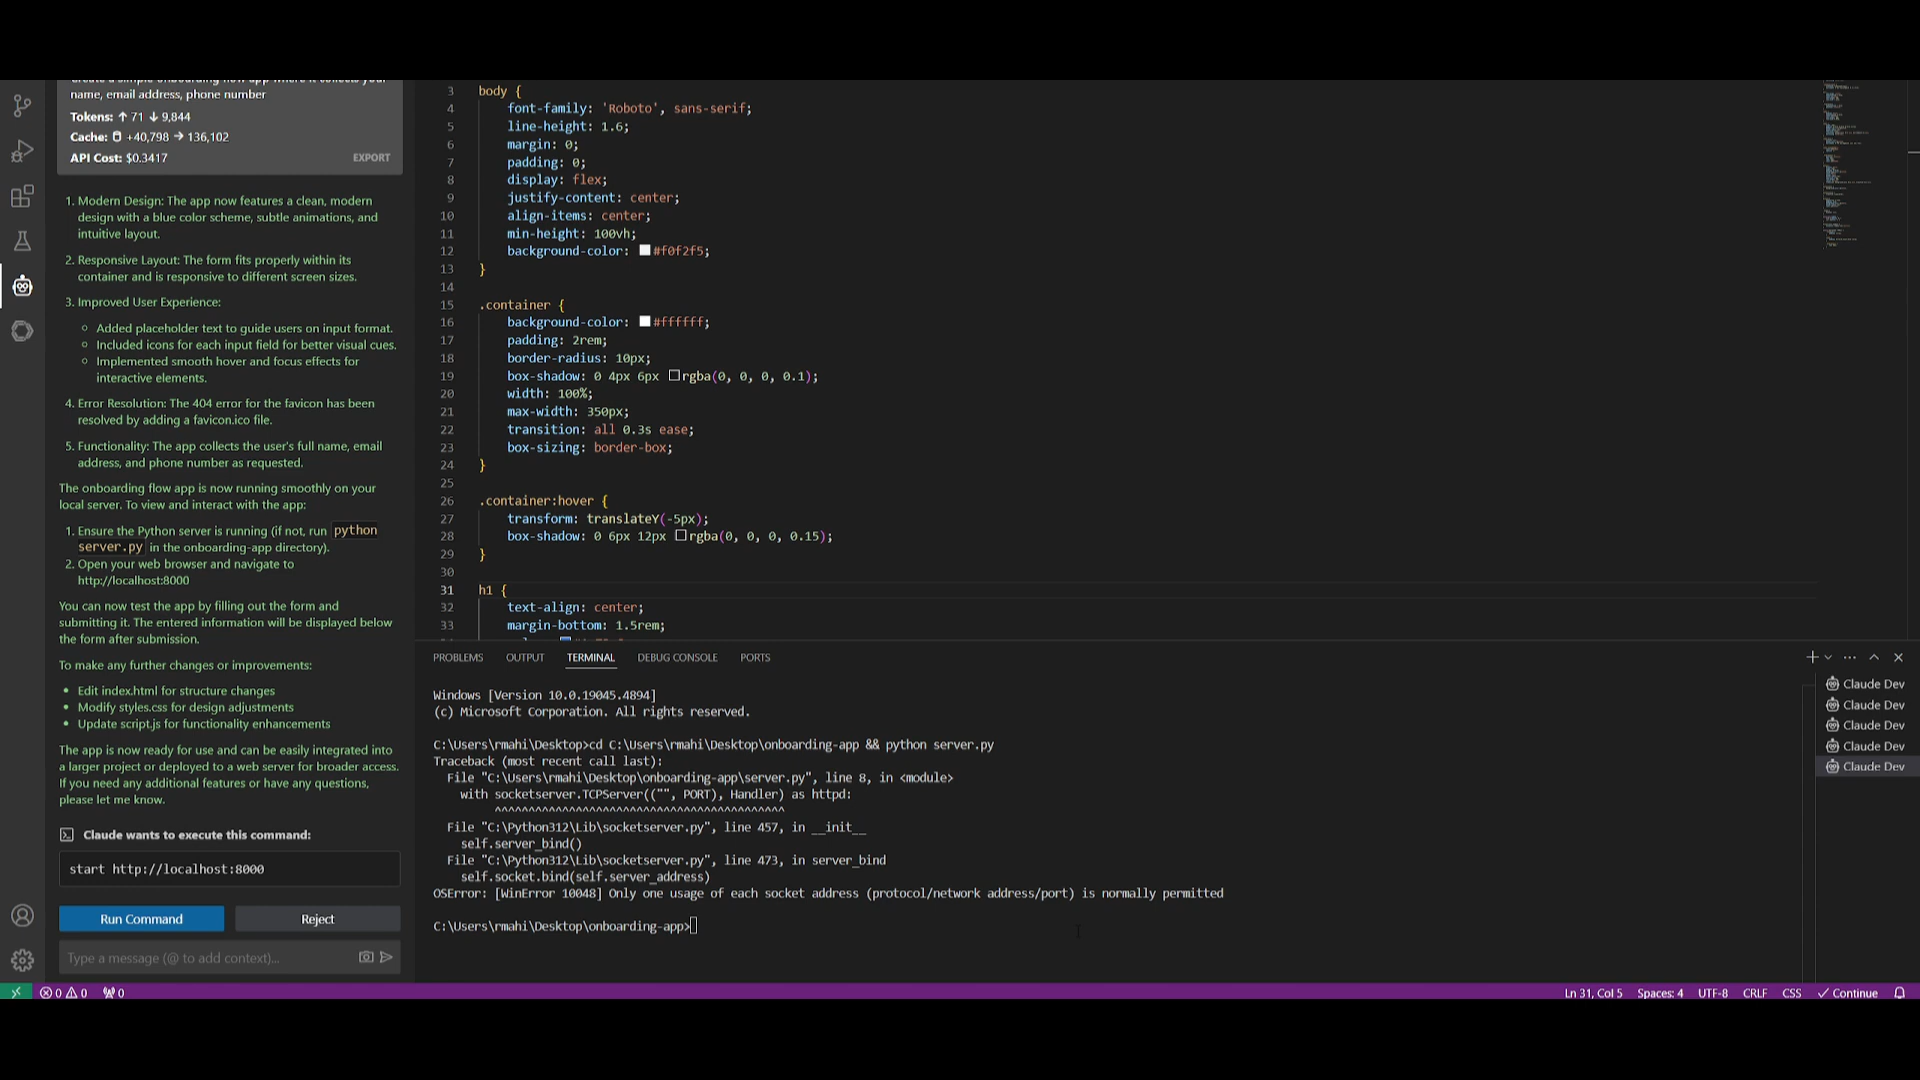 name, email address, phone number
Tokens: ↑ 71 ↓ 9,844
Cache: +40,798 → 136,102
API Cost: $0.3417
EXPORT
1. Modern Design: The app now features a clean, modern
design with a blue color scheme, subtle animations, and
intuitive layout.
2. Responsive Layout: The form fits properly within its
container and is responsive to different screen sizes.
3. Improved User Experience:
Added placeholder text to guide users on input format.
Included icons for each input field for better visual cues.
Implemented smooth hover and focus effects for
interactive elements.
4. Error Resolution: The 404 error for the favicon has been
resolved by adding a favicon.ico file.
5. Functionality: The app collects the user's full name, email
address, and phone number as requested.
The onboarding flow app is now running smoothly on your
local server. To view and interact with the app:
1. Ensure the Python server is running (if not, run python
server.py in the onboarding-app directory).
2. Open your web browser and navigate to
http://localhost:8000
You can now test the app by filling out the form and
submitting it. The entered information will be displayed below
the form after submission.
To make any further changes or improvements:
• Edit index.html for structure changes
• Modify styles.css for design adjustments
• Update script.js for functionality enhancements
The app is now ready for use and can be easily integrated into
a larger project or deployed to a web server for broader access.
If you need any additional features or have any questions,
please let me know.
Claude wants to execute this command:
start http://localhost:8000
Run Command
Reject
Type a message (@ to add context)...
3 body {
4 font-family: 'Roboto', sans-serif;
5 line-height: 1.6;
6 margin: 0;
7 padding: 0;
8 display: flex;
9 justify-content: center;
10 align-items: center;
11 min-height: 100vh;
12 background-color: #f0f2f5;
13 }
14
15 .container {
16 background-color: #ffffff;
17 padding: 2rem;
18 border-radius: 10px;
19 box-shadow: 0 4px 6px rgba(0, 0, 0, 0.1);
20 width: 100%;
21 max-width: 350px;
22 transition: all 0.3s ease;
23 box-sizing: border-box;
24 }
25
26 .container:hover {
27 transform: translateY(-5px);
28 box-shadow: 0 6px 12px rgba(0, 0, 0, 0.15);
29 }
30
31 h1 {
32 text-align: center;
33 margin-bottom: 1.5rem;
PROBLEMS
OUTPUT
TERMINAL
DEBUG CONSOLE
PORTS
Windows [Version 10.0.19045.4894]
(c) Microsoft Corporation. All rights reserved.
C:\Users\rmahi\Desktop>cd C:\Users\rmahi\Desktop\onboarding-app && python server.py
Traceback (most recent call last):
File "C:\Users\rmahi\Desktop\onboarding-app\server.py", line 8, in <module>
with socketserver.TCPServer(("", PORT), Handler) as httpd:
^^^^^^^^^^^^^^^^^^^^^^^^^^^^^^^^^^^^^^^^^^^
File "C:\Python312\Lib\socketserver.py", line 457, in __init__
self.server_bind()
File "C:\Python312\Lib\socketserver.py", line 473, in server_bind
self.socket.bind(self.server_address)
OSError: [WinError 10048] Only one usage of each socket address (protocol/network address/port) is normally permitted
C:\Users\rmahi\Desktop\onboarding-app>
Claude Dev
Claude Dev
Claude Dev
Claude Dev
Claude Dev
0 0 0
Ln 31, Col 5
Spaces: 4
UTF-8
CRLF
CSS
Continue